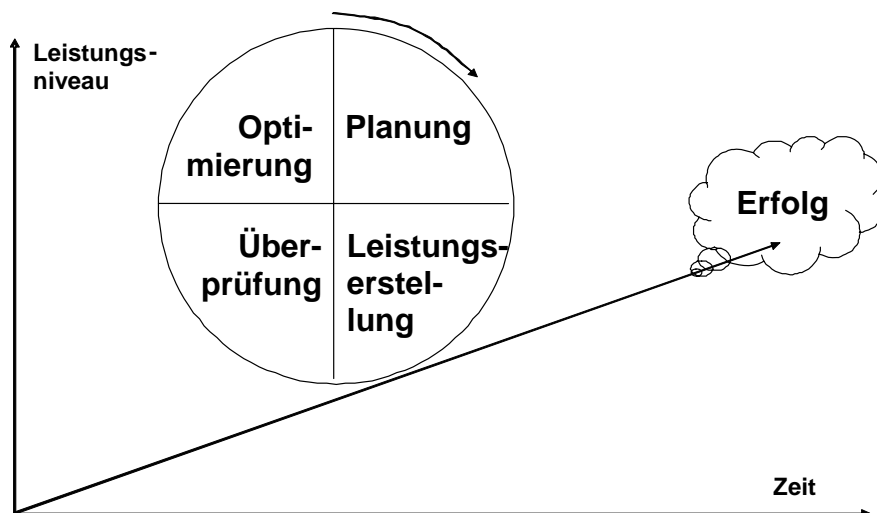 Leistungs-
niveau
Opti-
mierung
Planung
Über-
prüfung
Leistungs-
erstel-
lung
Erfolg
Zeit